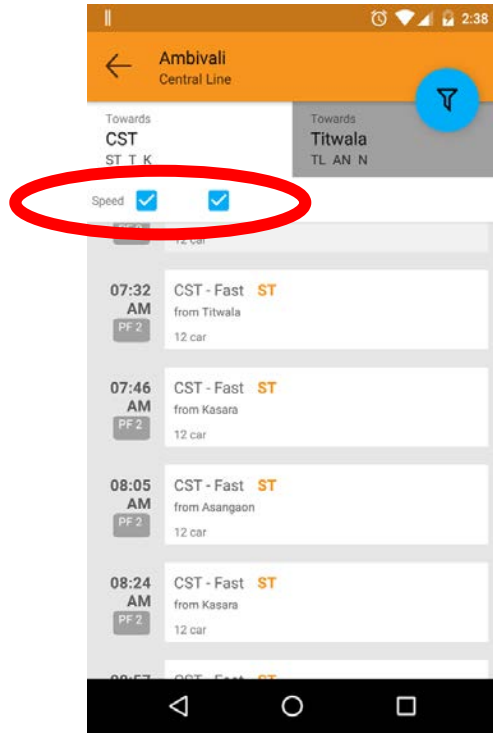 2:38
Ambivali
Central Line
Towards
CST
ST T K
Towards
Titwala
TL AN N
Speed
12 car
07:32 AM
PF 2
CST - Fast ST
from Titwala
12 car
07:46 AM
PF 2
CST - Fast ST
from Kasara
12 car
08:05 AM
PF 2
CST - Fast ST
from Asangaon
12 car
08:24 AM
PF 2
CST - Fast ST
from Kasara
12 car